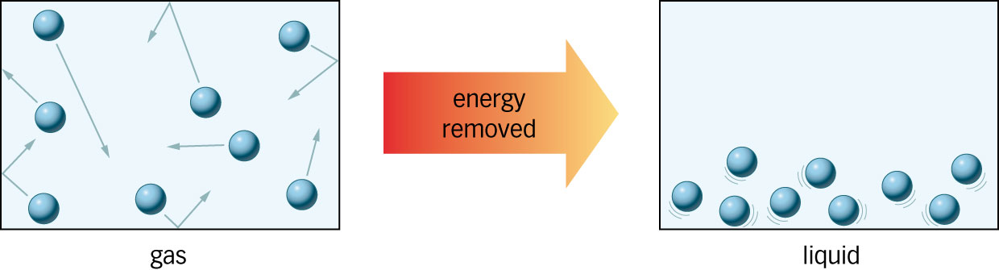 energy
removed
gas
liquid